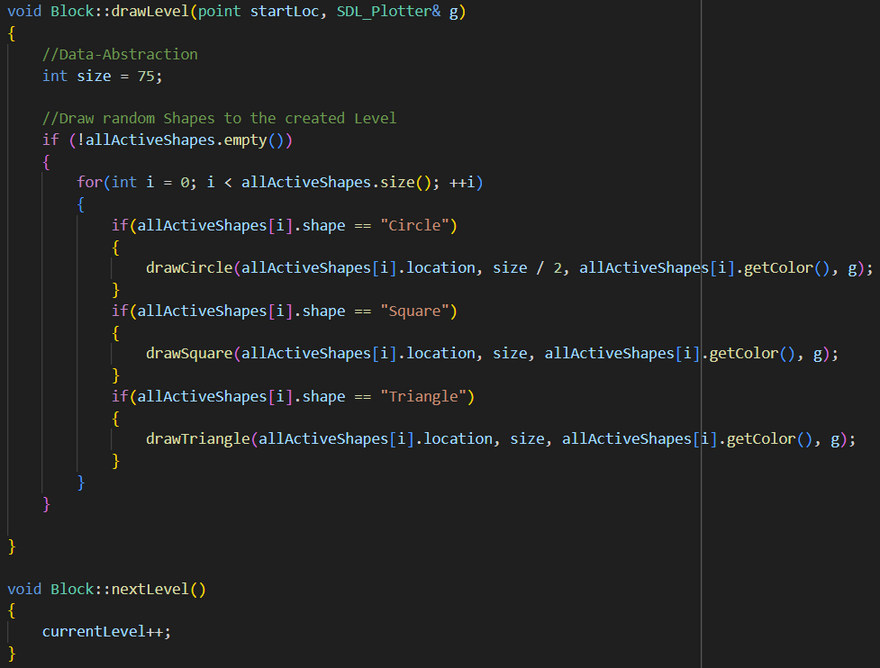 void Block::drawLevel(point startLoc, SDL_Plotter& g)
{
    //Data-Abstraction
    int size = 75;

    //Draw random Shapes to the created Level
    if (!allActiveShapes.empty())
    {
        for(int i = 0; i < allActiveShapes.size(); ++i)
        {
            if(allActiveShapes[i].shape == "Circle")
            {
                drawCircle(allActiveShapes[i].location, size / 2, allActiveShapes[i].getColor(), g);
            }
            if(allActiveShapes[i].shape == "Square")
            {
                drawSquare(allActiveShapes[i].location, size, allActiveShapes[i].getColor(), g);
            }
            if(allActiveShapes[i].shape == "Triangle")
            {
                drawTriangle(allActiveShapes[i].location, size, allActiveShapes[i].getColor(), g);
            }
        }
    }

}

void Block::nextLevel()
{
    currentLevel++;
}